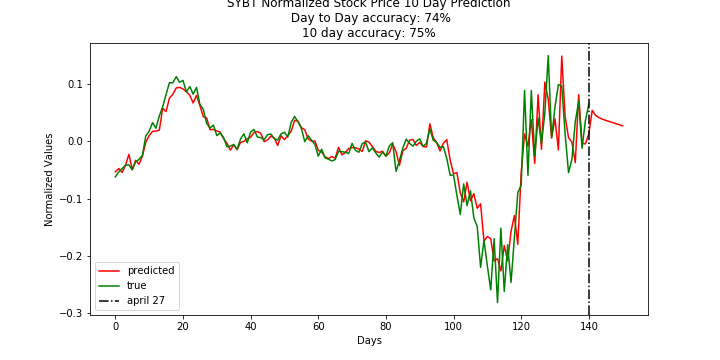 SYBT Normalized Stock Price 10 Day Prediction
Day to Day accuracy: 74%
10 day accuracy: 75%
0.1
0.0
−0.1
−0.2
−0.3
Normalized Values
predicted
true
april 27
0 20 40 60 80 100 120 140
Days